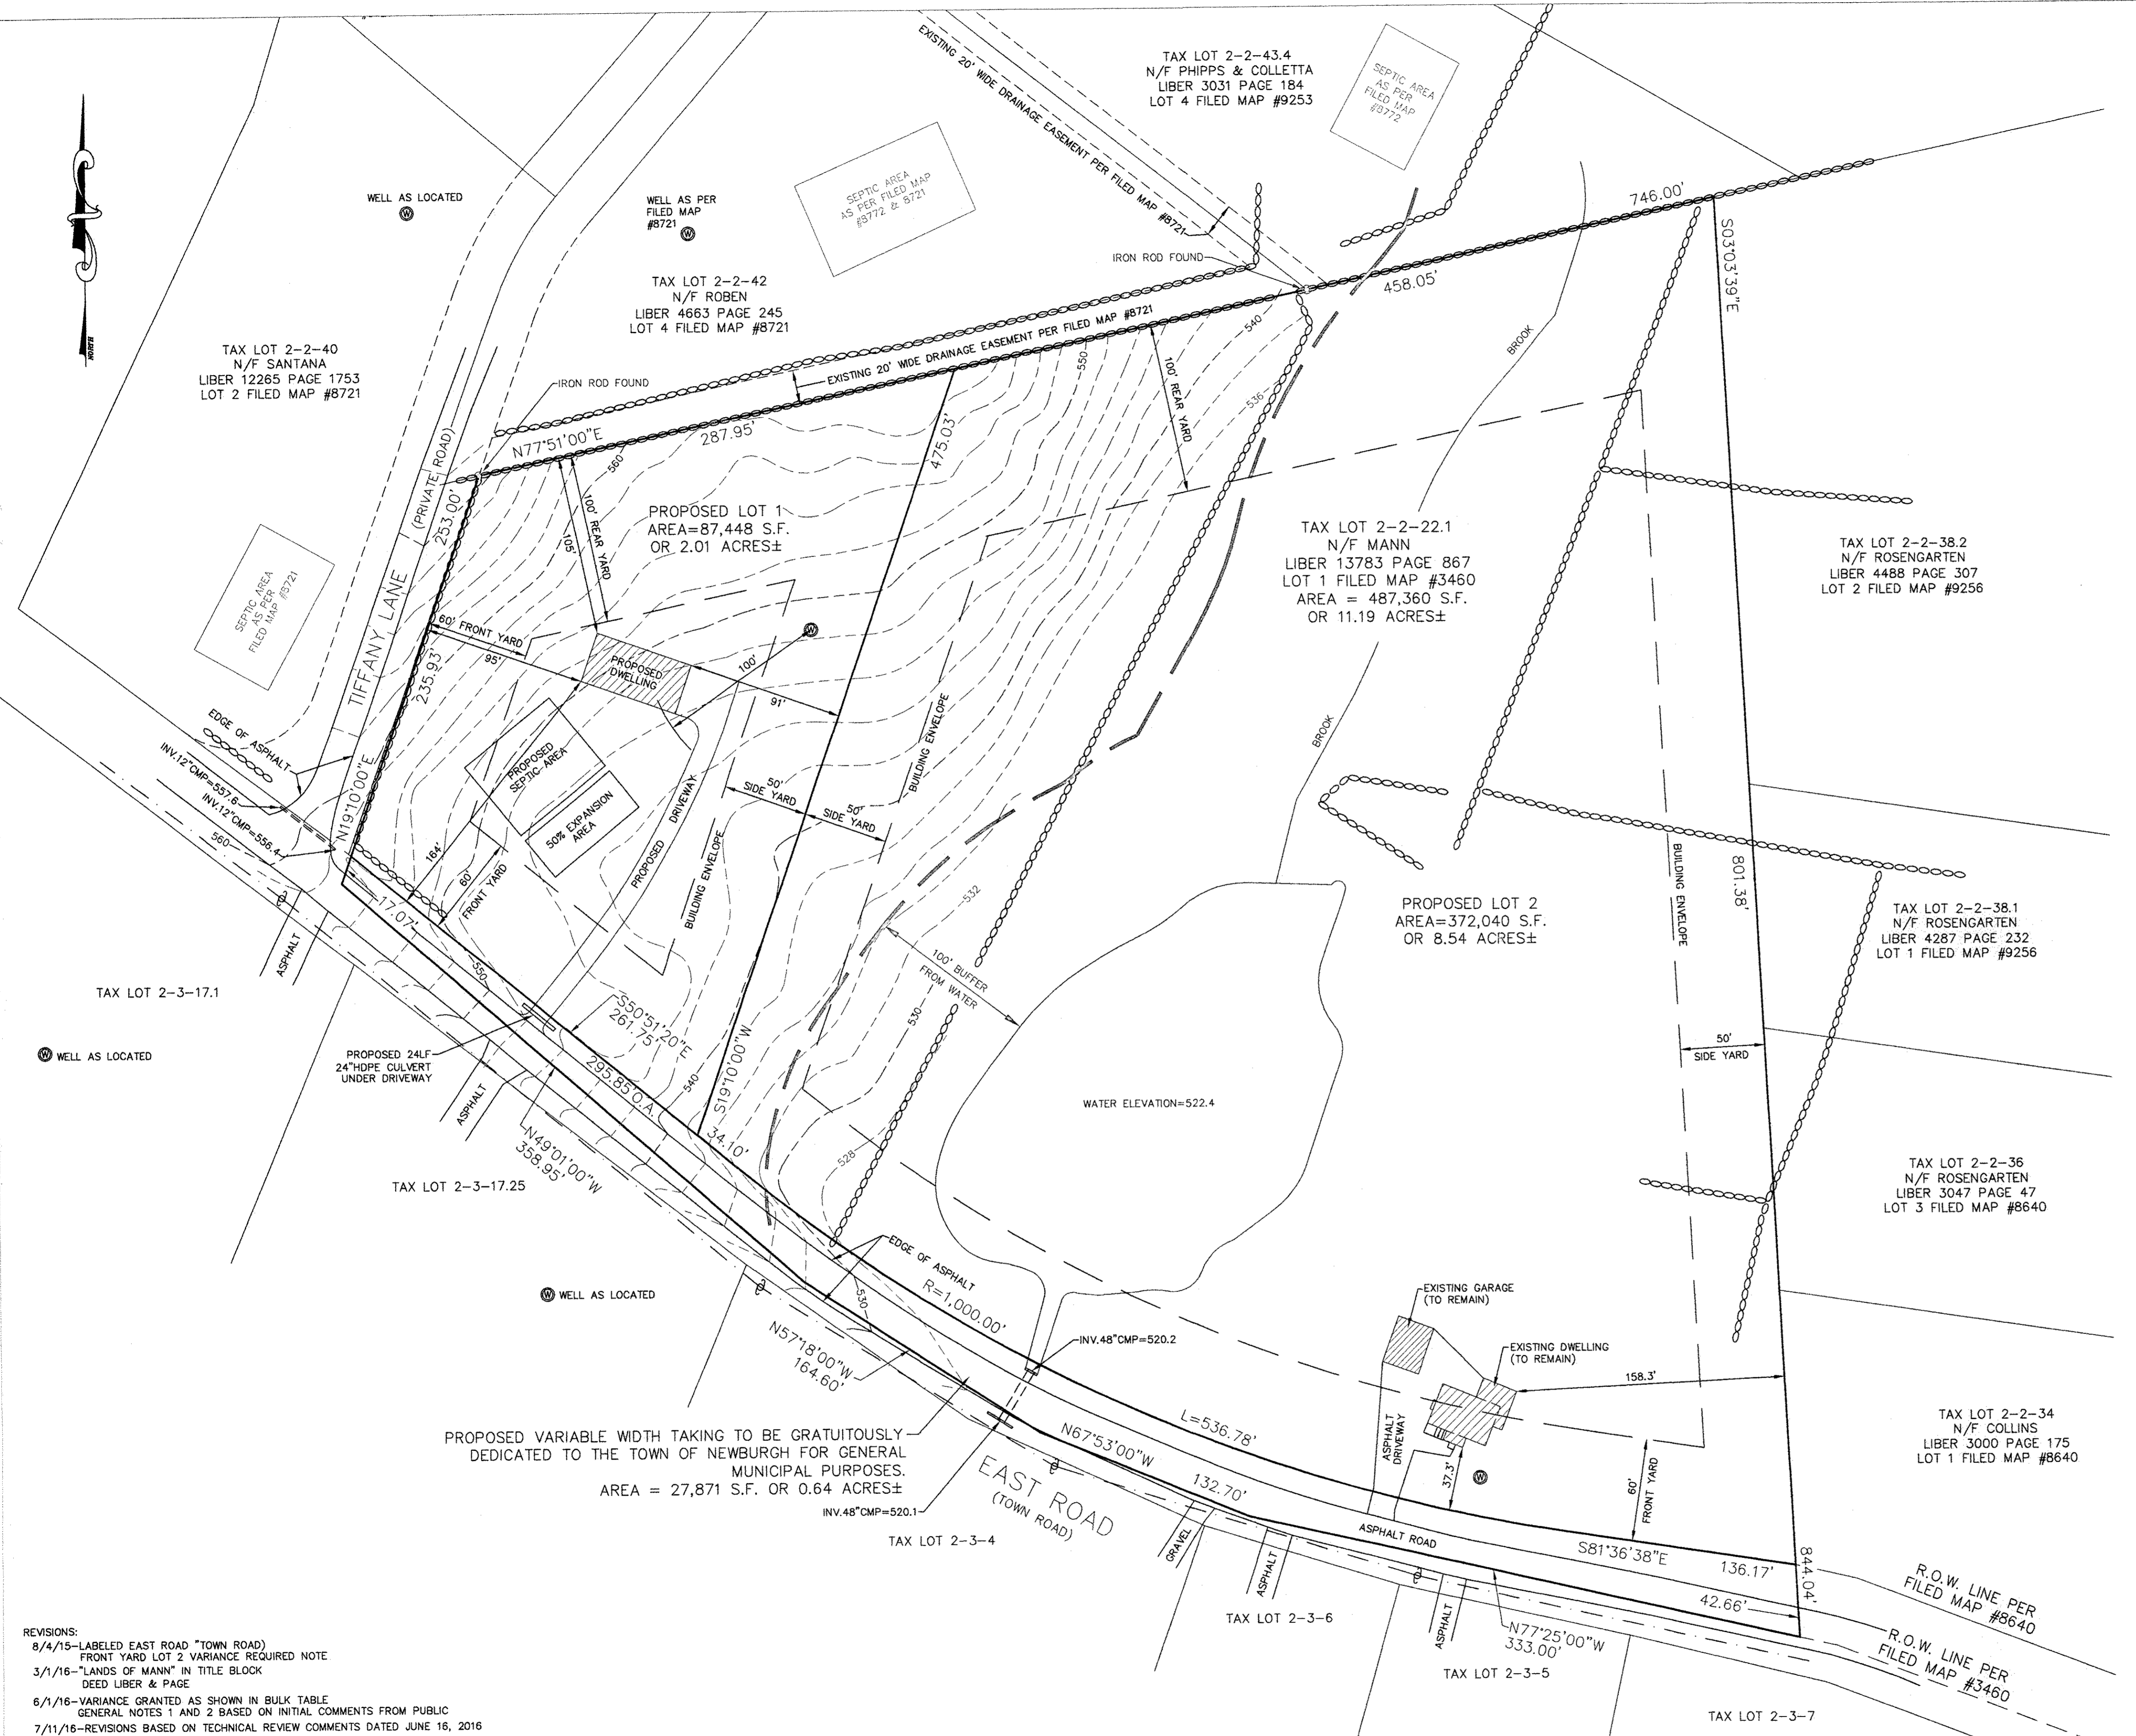 EXISTING 20' WIDE DRAINAGE EASEMENT PER FILED MAP #8721
TAX LOT 2-2-43.4
N/F PHIPPS & COLLETTA
LIBER 3031 PAGE 184
LOT 4 FILED MAP #9253
SEPTIC AREA
AS PER
FILED MAP
#8772
NORTH
WELL AS LOCATED
W
WELL AS PER
FILED MAP
#8721
W
SEPTIC AREA
AS PER FILED MAP
#8772 & 8721
746.00'
S03°03'39"E
IRON ROD FOUND
458.05'
TAX LOT 2-2-42
N/F ROBEN
LIBER 4663 PAGE 245
LOT 4 FILED MAP #8721
TAX LOT 2-2-40
N/F SANTANA
LIBER 12265 PAGE 1753
LOT 2 FILED MAP #8721
IRON ROD FOUND
EXISTING 20' WIDE DRAINAGE EASEMENT PER FILED MAP #8721
540
550
536
100' REAR YARD
BROOK
N77°51'00"E
287.95'
475.03'
560
(PRIVATE ROAD)
253.00'
TIFFANY LANE
235.93'
N19°10'00"E
100' REAR YARD
105'
PROPOSED LOT 1
AREA=87,448 S.F.
OR 2.01 ACRES±
TAX LOT 2-2-22.1
N/F MANN
LIBER 13783 PAGE 867
LOT 1 FILED MAP #3460
AREA = 487,360 S.F.
OR 11.19 ACRES±
TAX LOT 2-2-38.2
N/F ROSENGARTEN
LIBER 4488 PAGE 307
LOT 2 FILED MAP #9256
SEPTIC AREA
AS PER
FILED MAP #8721
60' FRONT YARD
95'
PROPOSED
DWELLING
100'
W
91'
BROOK
EDGE OF ASPHALT
INV.12"CMP=557.6
INV.12"CMP=556.4
560
PROPOSED
SEPTIC AREA
50% EXPANSION
AREA
PROPOSED DRIVEWAY
50'
SIDE YARD
50'
SIDE YARD
BUILDING ENVELOPE
BUILDING ENVELOPE
BUILDING ENVELOPE
801.38'
164'
60'
FRONT YARD
17.07'
532
100' BUFFER
FROM WATER
530
PROPOSED LOT 2
AREA=372,040 S.F.
OR 8.54 ACRES±
TAX LOT 2-2-38.1
N/F ROSENGARTEN
LIBER 4287 PAGE 232
LOT 1 FILED MAP #9256
ASPHALT
TAX LOT 2-3-17.1
W WELL AS LOCATED
550
S50°51'20"E
261.75'
PROPOSED 24LF
24"HDPE CULVERT
UNDER DRIVEWAY
295.85'O.A.
540
S19°10'00"W
34.10'
50'
SIDE YARD
WATER ELEVATION=522.4
ASPHALT
N49°01'00"W
358.95'
TAX LOT 2-3-17.25
528
TAX LOT 2-2-36
N/F ROSENGARTEN
LIBER 3047 PAGE 47
LOT 3 FILED MAP #8640
W WELL AS LOCATED
EDGE OF ASPHALT
R=1,000.00'
530
EXISTING GARAGE
(TO REMAIN)
INV.48"CMP=520.2
EXISTING DWELLING
(TO REMAIN)
158.3'
N57°18'00"W
164.60'
L=536.78'
TAX LOT 2-2-34
N/F COLLINS
LIBER 3000 PAGE 175
LOT 1 FILED MAP #8640
PROPOSED VARIABLE WIDTH TAKING TO BE GRATUITOUSLY
DEDICATED TO THE TOWN OF NEWBURGH FOR GENERAL
MUNICIPAL PURPOSES.
AREA = 27,871 S.F. OR 0.64 ACRES±
INV.48"CMP=520.1
EAST ROAD
(TOWN ROAD)
N67°53'00"W
132.70'
ASPHALT
DRIVEWAY
37.3'
W
60'
FRONT YARD
TAX LOT 2-3-4
GRAVEL
ASPHALT
ASPHALT ROAD
S81°36'38"E
136.17'
844.04'
42.66'
R.O.W. LINE PER
FILED MAP #8640
R.O.W. LINE PER
FILED MAP #3460
TAX LOT 2-3-6
ASPHALT
N77°25'00"W
333.00'
TAX LOT 2-3-5
TAX LOT 2-3-7
REVISIONS:
8/4/15-LABELED EAST ROAD "TOWN ROAD)
FRONT YARD LOT 2 VARIANCE REQUIRED NOTE
3/1/16-"LANDS OF MANN" IN TITLE BLOCK
DEED LIBER & PAGE
6/1/16-VARIANCE GRANTED AS SHOWN IN BULK TABLE
GENERAL NOTES 1 AND 2 BASED ON INITIAL COMMENTS FROM PUBLIC
7/11/16-REVISIONS BASED ON TECHNICAL REVIEW COMMENTS DATED JUNE 16, 2016